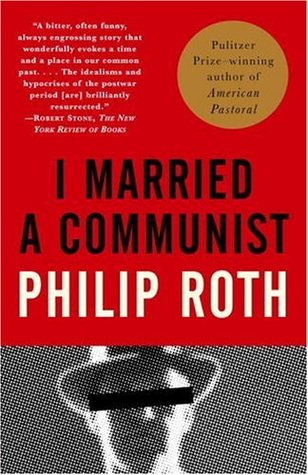 "A bitter, often funny,
always engrossing story that
wonderfully evokes a time
and a place in our common
past. . . . The idealisms and
hypocrises of the postwar
period [are] brilliantly
resurrected."
—ROBERT STONE, THE NEW
YORK REVIEW OF BOOKS
Pulitzer
Prize–winning
author of
American
Pastoral
I MARRIED
A COMMUNIST
PHILIP ROTH